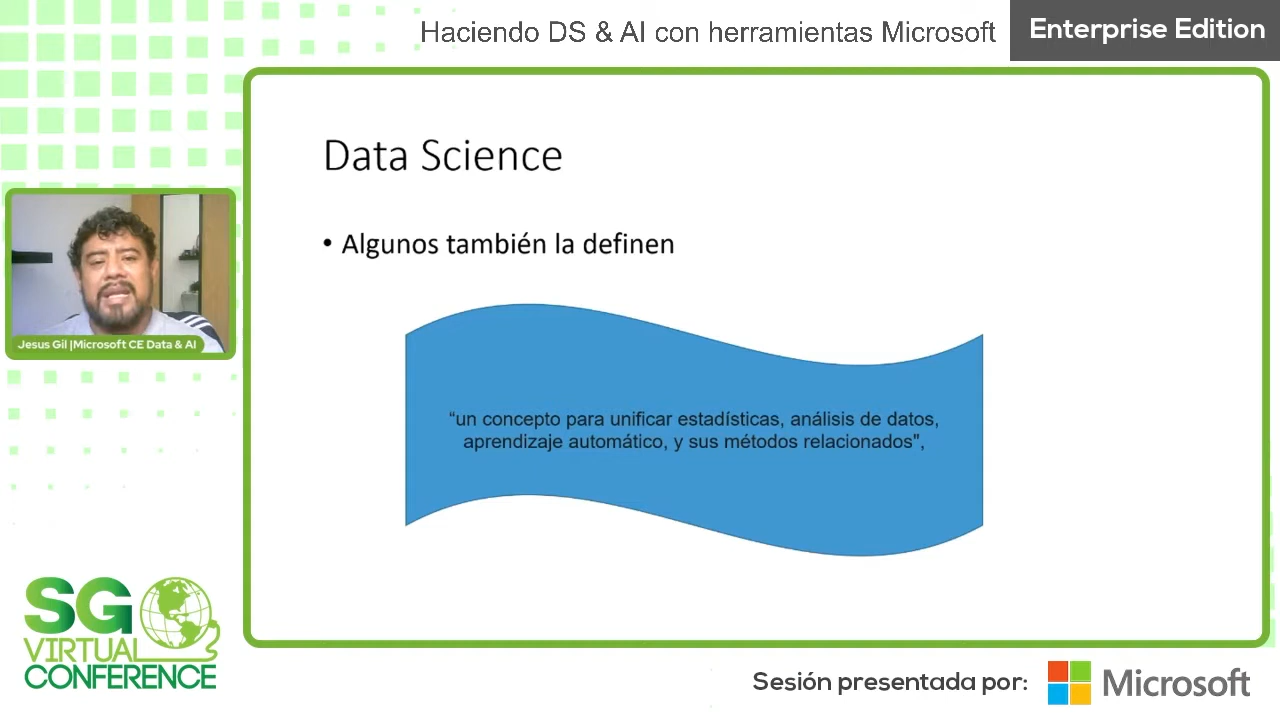 Haciendo DS & AI con herramientas Microsoft
Enterprise Edition
Data Science
• Algunos también la definen
“un concepto para unificar estadísticas, análisis de datos,
aprendizaje automático, y sus métodos relacionados",
Jesus Gil |Microsoft CE Data & AI
SG
VIRTUAL
CONFERENCE
Sesión presentada por:
Microsoft